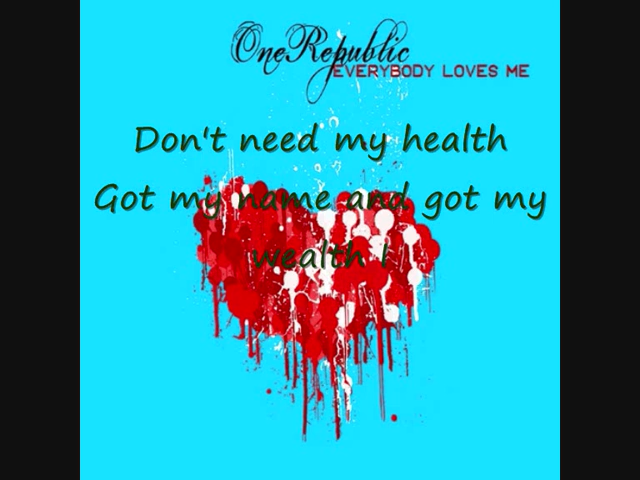 OneRepublic
EVERYBODY LOVES ME
Don't need my health
Got my name and got my
wealth I